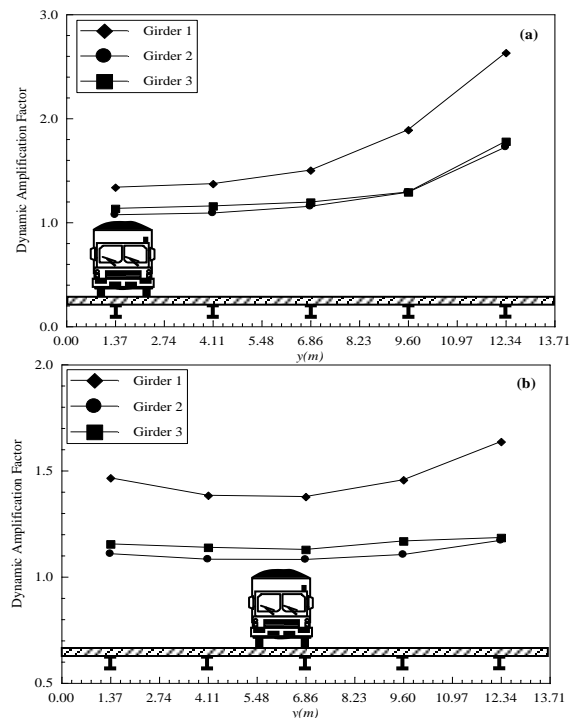 3.0
(a)
Girder 1
Girder 2
Girder 3
2.0
1.0
0.0
Dynamic Amplification Factor
0.00 1.37 2.74 4.11 5.48 6.86 8.23 9.60 10.97 12.34 13.71
y(m)
2.0
(b)
Girder 1
Girder 2
Girder 3
1.5
1.0
0.5
Dynamic Amplification Factor
0.00 1.37 2.74 4.11 5.48 6.86 8.23 9.60 10.97 12.34 13.71
y(m)